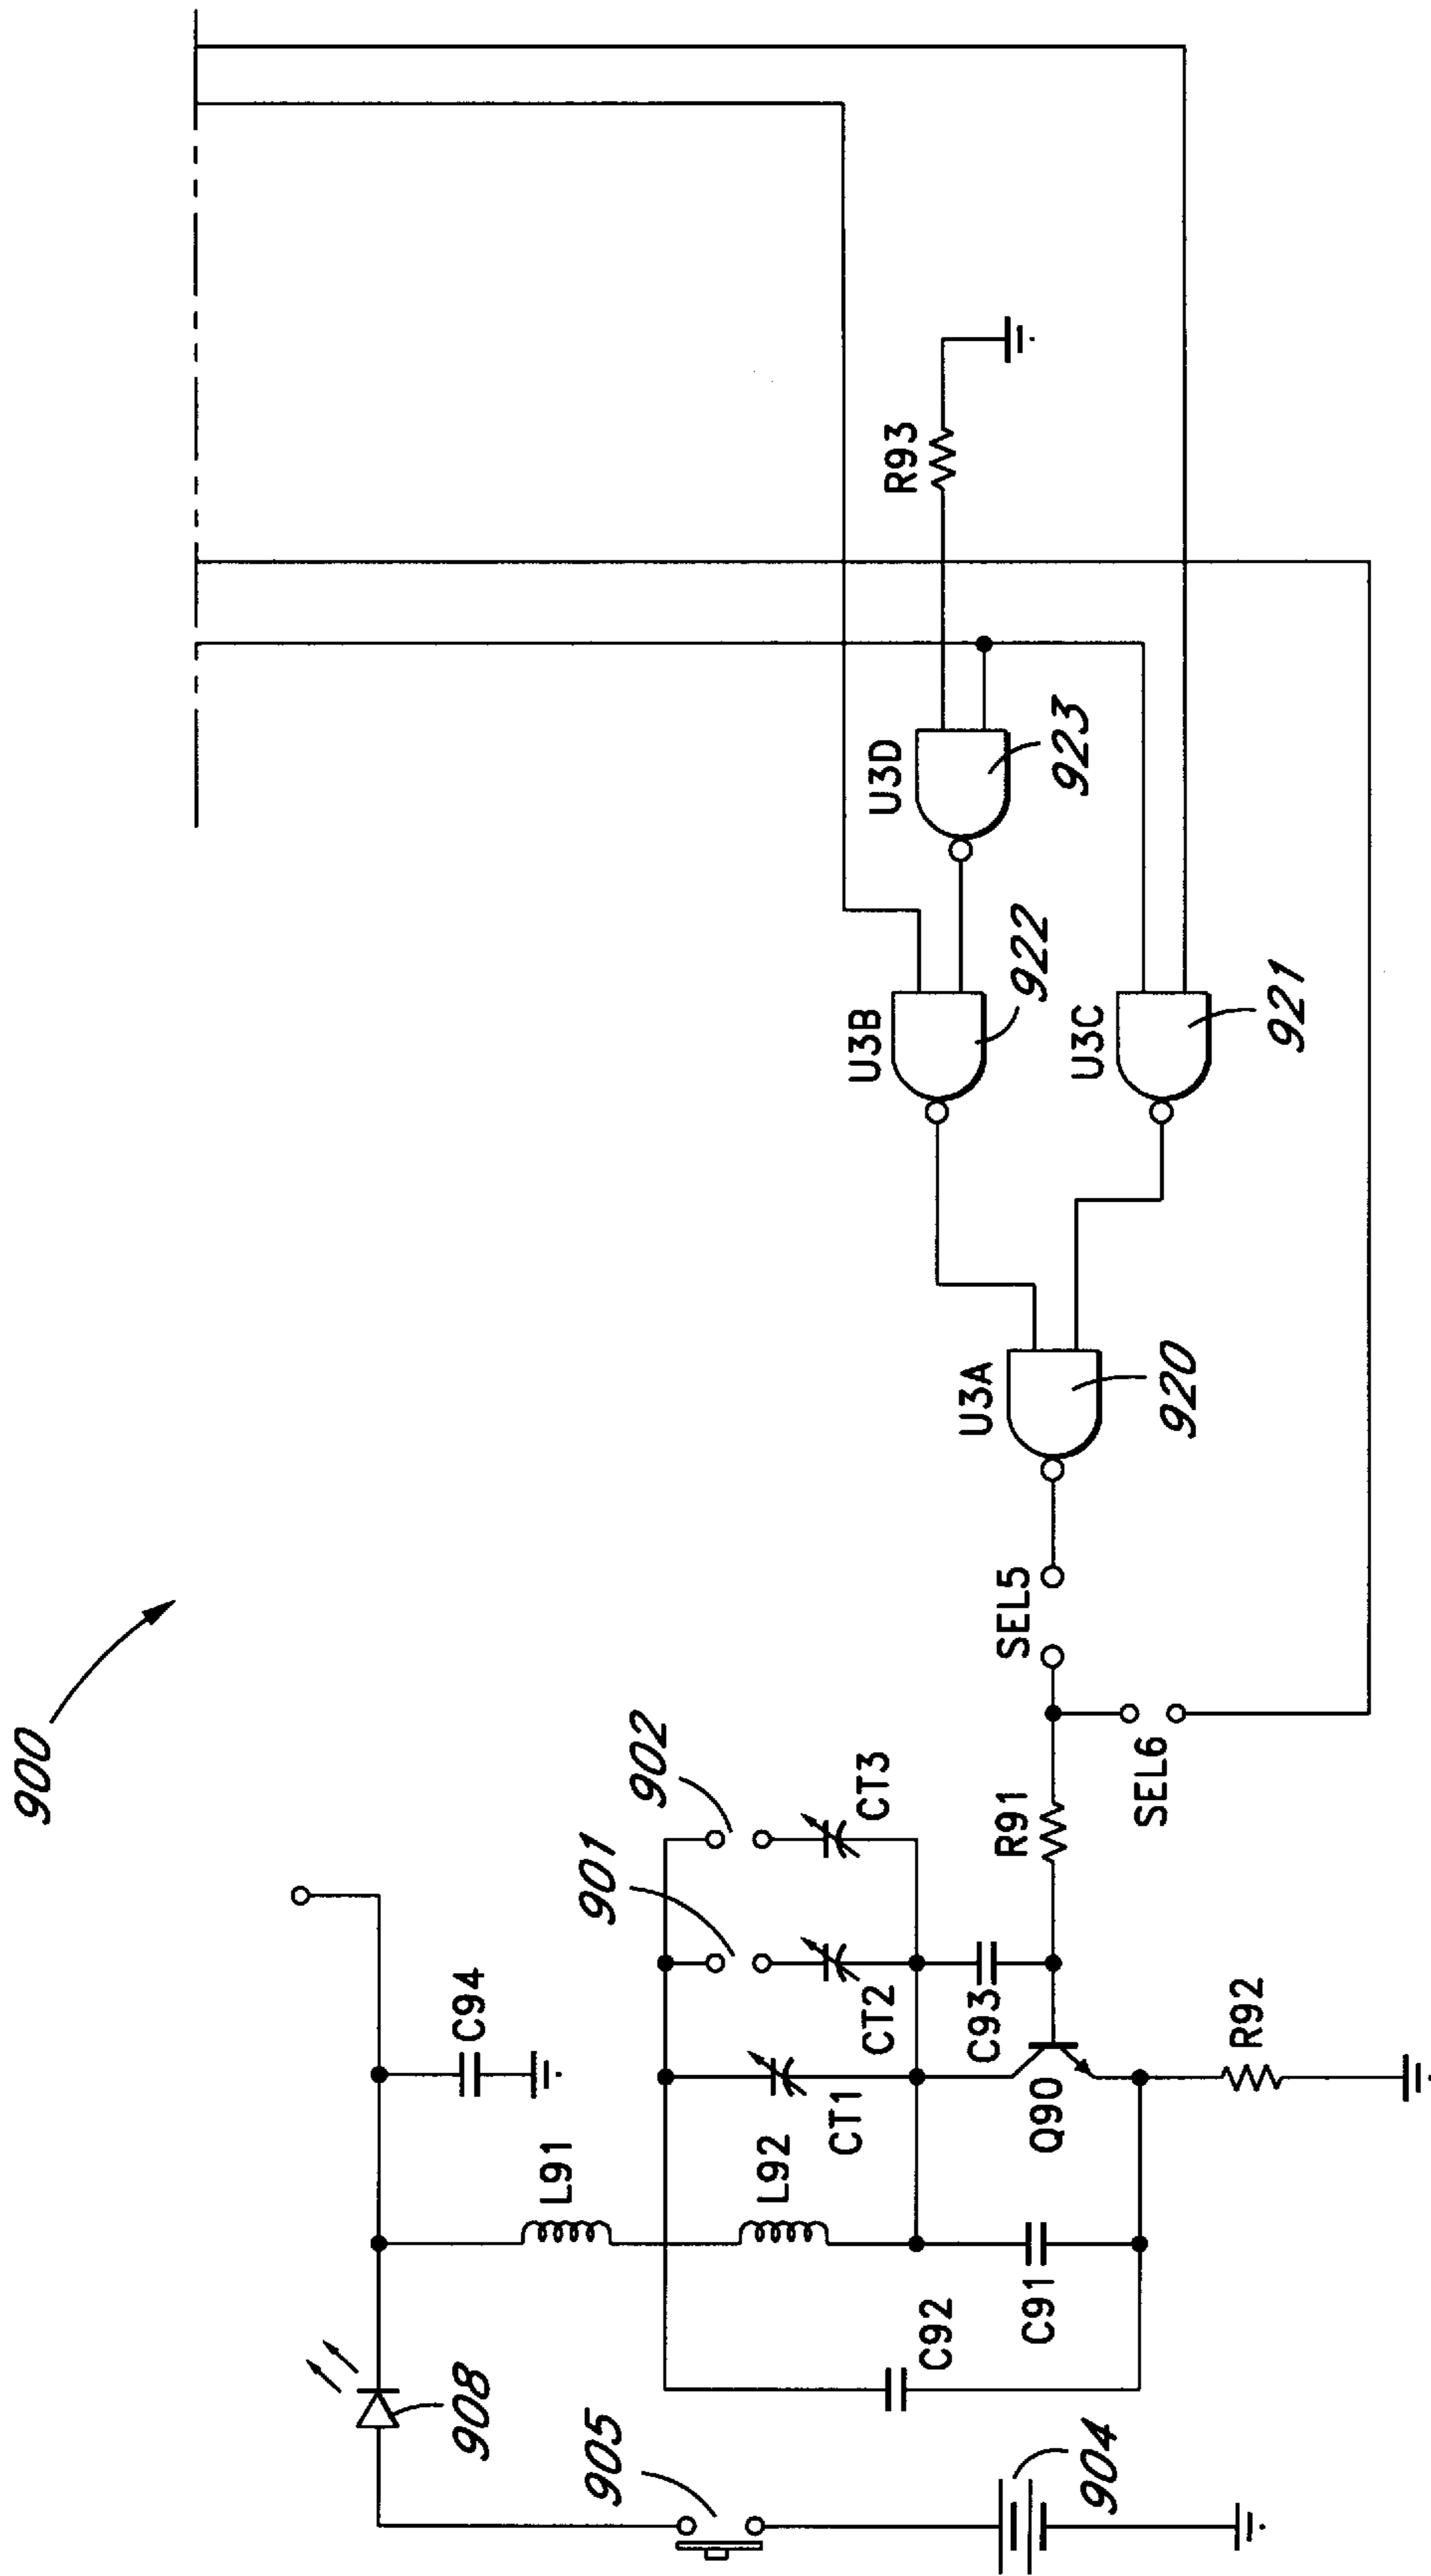 900
908
905
904
L91
C94
L92
C92
C91
CT1
CT2
CT3
901
902
C93
Q90
R92
R91
SEL6
SEL5
U3A
920
U3B
922
U3C
921
U3D
923
R93